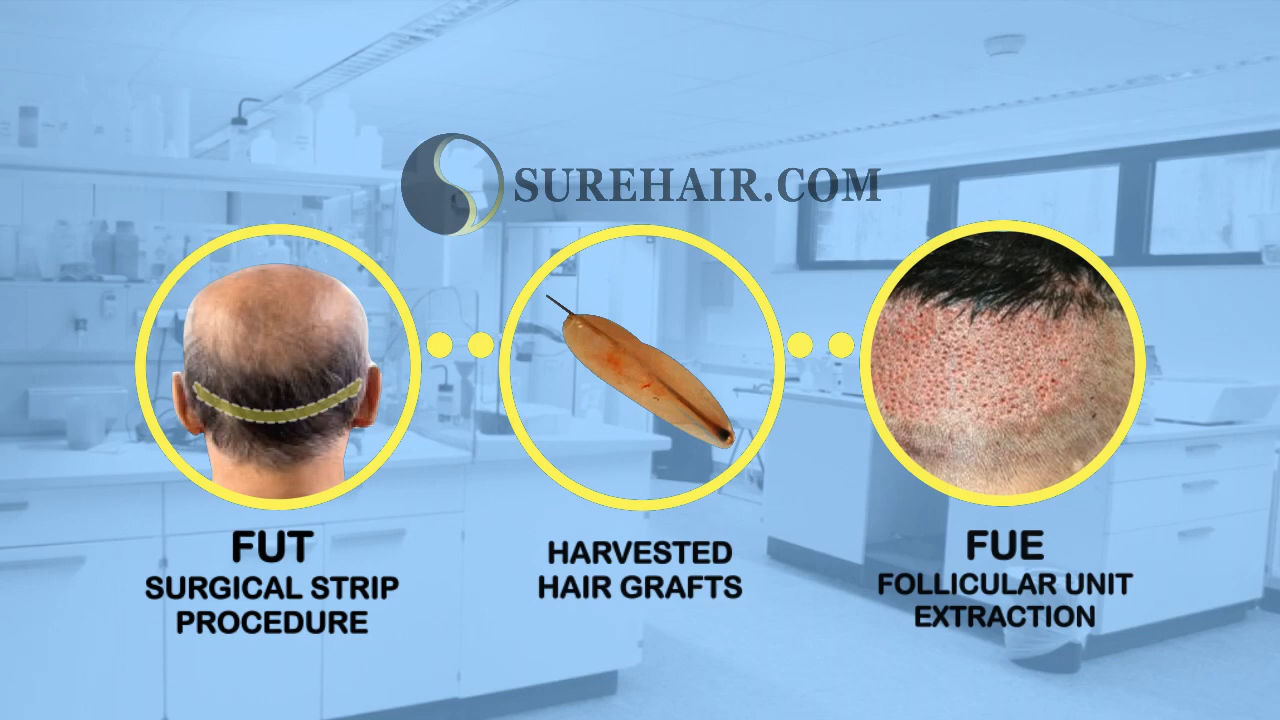 SUREHAIR.COM
FUT
SURGICAL STRIP
PROCEDURE
HARVESTED
HAIR GRAFTS
FUE
FOLLICULAR UNIT
EXTRACTION